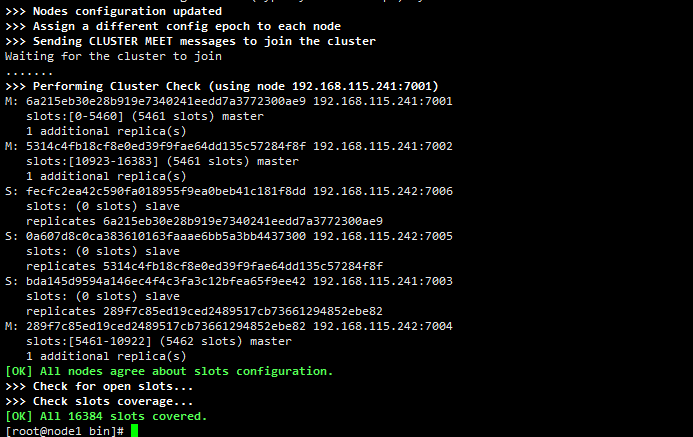 >>> Nodes configuration updated
>>> Assign a different config epoch to each node
>>> Sending CLUSTER MEET messages to join the cluster
Waiting for the cluster to join
.......
>>> Performing Cluster Check (using node 192.168.115.241:7001)
M: 6a215eb30e28b919e7340241eedd7a3772300ae9 192.168.115.241:7001
slots:[0-5460] (5461 slots) master
1 additional replica(s)
M: 5314c4fb18cf8e0ed39f9fae64dd135c57284f8f 192.168.115.241:7002
slots:[10923-16383] (5461 slots) master
1 additional replica(s)
S: fecfc2ea42c590fa018955f9ea0beb41c181f8dd 192.168.115.242:7006
slots: (0 slots) slave
replicates 6a215eb30e28b919e7340241eedd7a3772300ae9
S: 0a607d8c0ca383610163faaae6bb5a3bb4437300 192.168.115.242:7005
slots: (0 slots) slave
replicates 5314c4fb18cf8e0ed39f9fae64dd135c57284f8f
S: bda145d9594a146ec4f4c3fa3c12bfea65f9ee42 192.168.115.241:7003
slots: (0 slots) slave
replicates 289f7c85ed19ced2489517cb73661294852ebe82
M: 289f7c85ed19ced2489517cb73661294852ebe82 192.168.115.242:7004
slots:[5461-10922] (5462 slots) master
1 additional replica(s)
[OK] All nodes agree about slots configuration.
>>> Check for open slots...
>>> Check slots coverage...
[OK] All 16384 slots covered.
[root@node1 bin]#